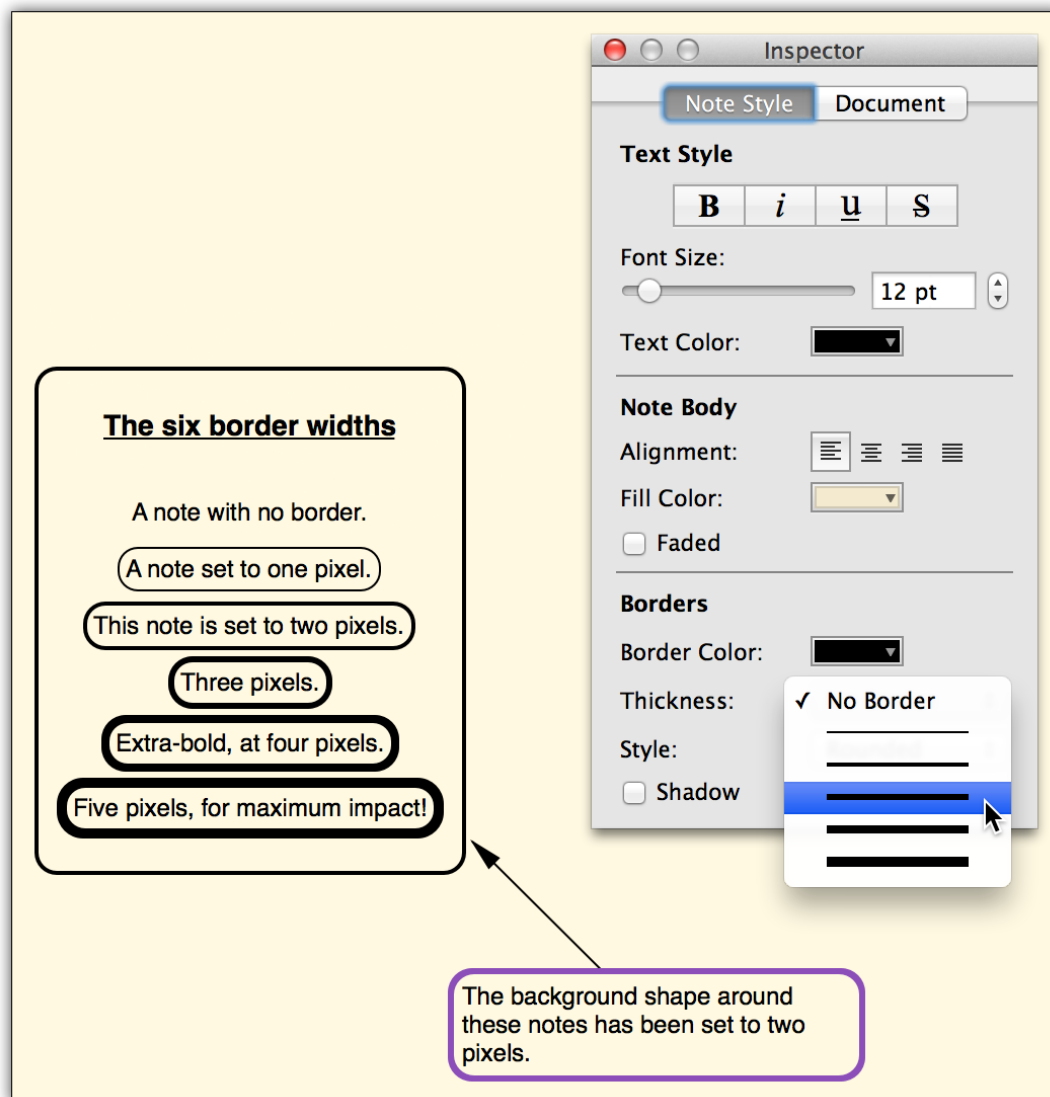 Inspector
Note Style Document
Text Style
B i u S
Font Size:
12 pt
Text Color:
Note Body
Alignment:
Fill Color:
Faded
Borders
Border Color:
Thickness:
✓ No Border
Style:
Shadow
The six border widths
A note with no border.
A note set to one pixel.
This note is set to two pixels.
Three pixels.
Extra-bold, at four pixels.
Five pixels, for maximum impact!
The background shape around
these notes has been set to two
pixels.